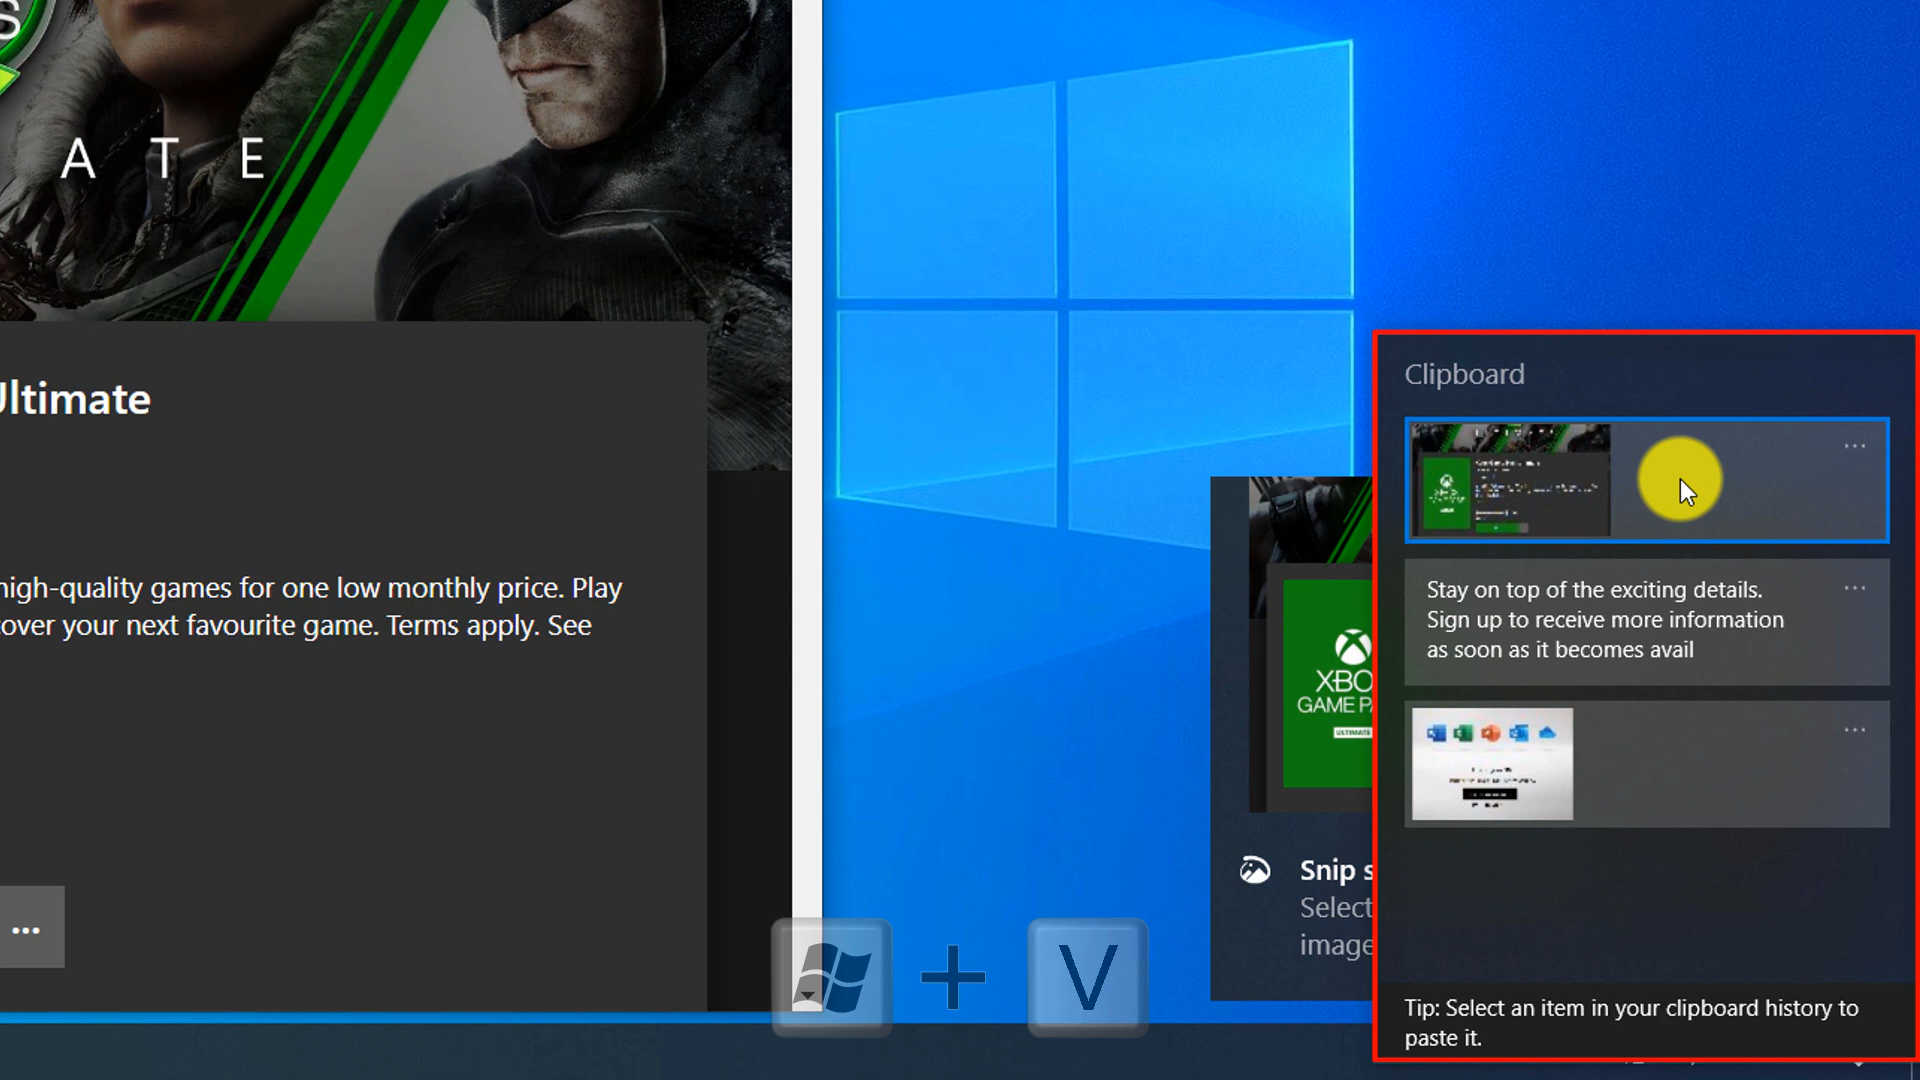 S
A T E
Ultimate
high-quality games for one low monthly price. Play
cover your next favourite game. Terms apply. See
...
XBO
GAME P
ULTIMATE
Snip s
Select
image
+ V
Clipboard
Stay on top of the exciting details.
Sign up to receive more information
as soon as it becomes avail
Tip: Select an item in your clipboard history to
paste it.